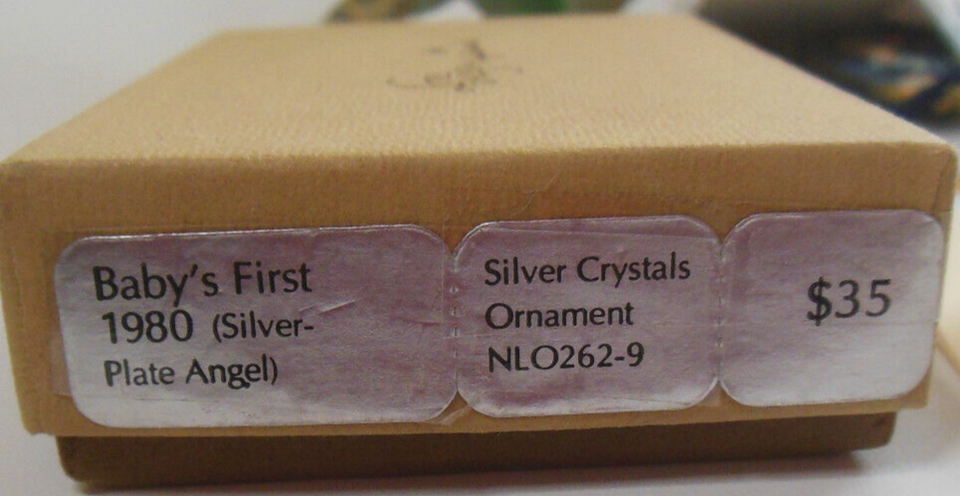 Baby's First
1980 (Silver-
Plate Angel)
Silver Crystals
Ornament
NLO262-9
$35